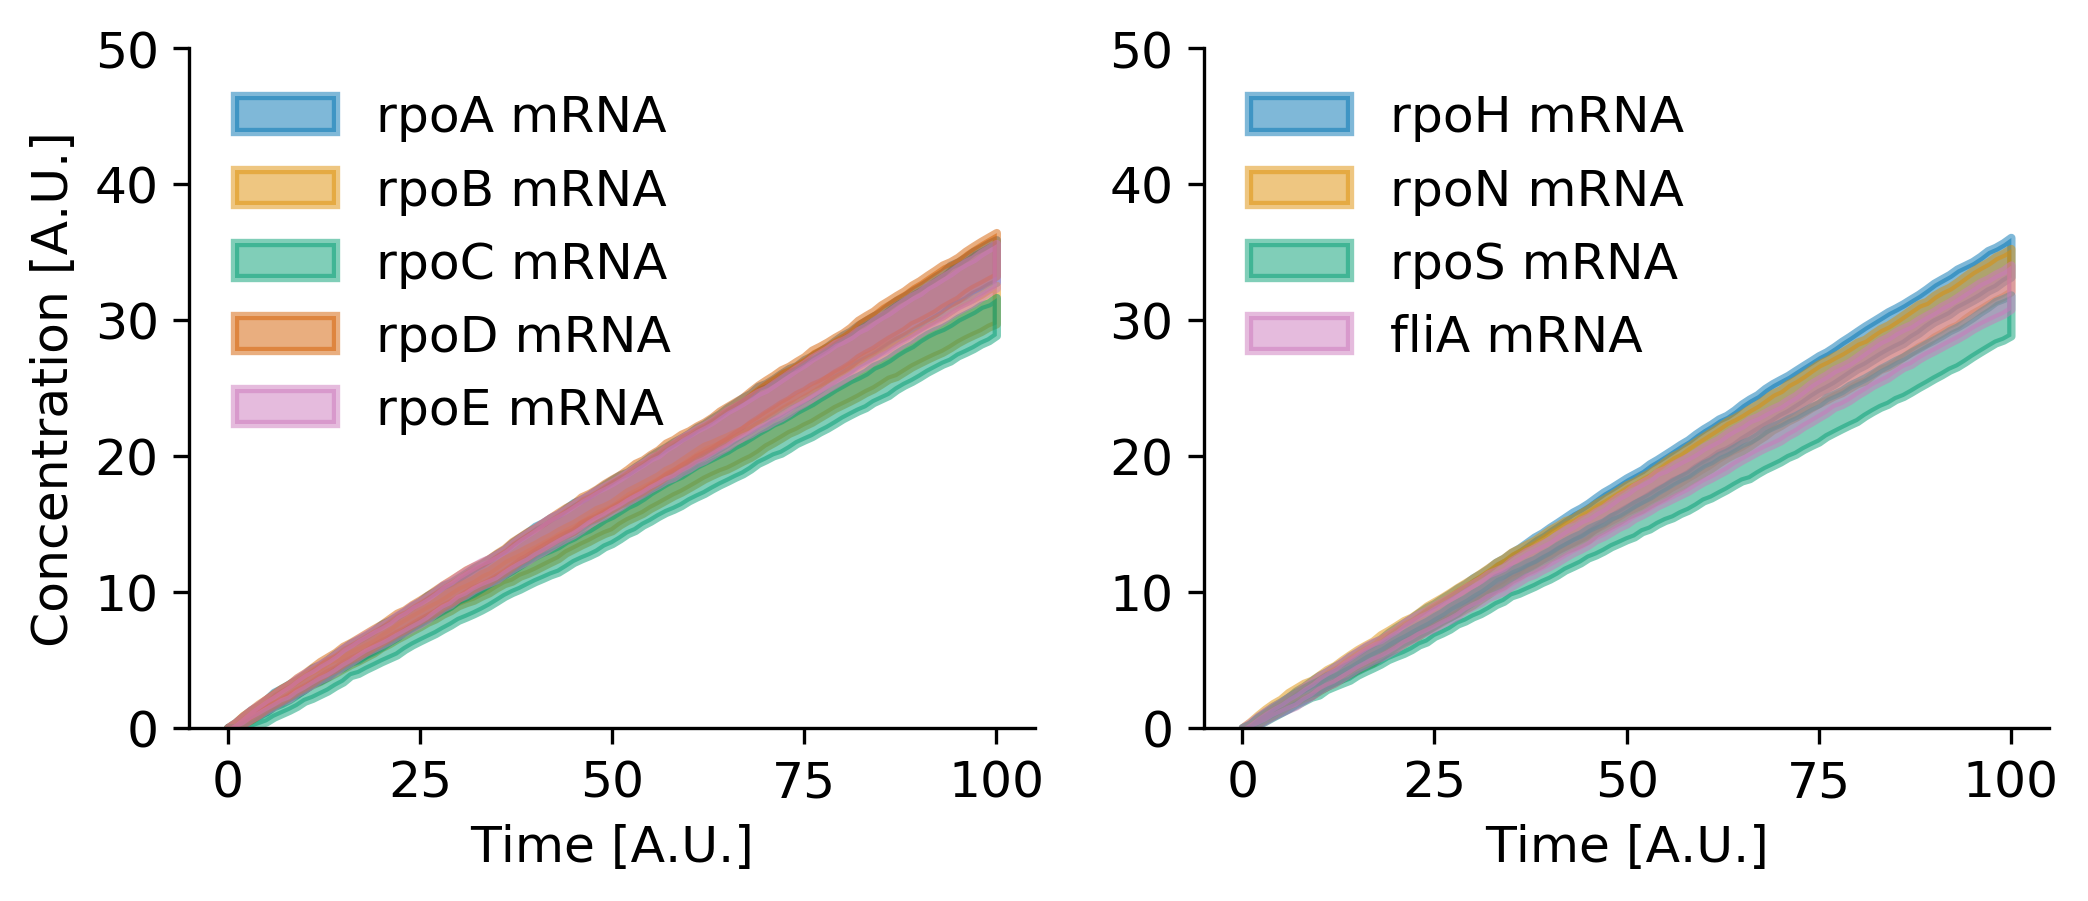 Concentration [A.U.]
50
40
30
20
10
0
rpoA mRNA
rpoB mRNA
rpoC mRNA
rpoD mRNA
rpoE mRNA
0 25 50 75 100
Time [A.U.]
50
40
30
20
10
0
rpoH mRNA
rpoN mRNA
rpoS mRNA
fliA mRNA
0 25 50 75 100
Time [A.U.]